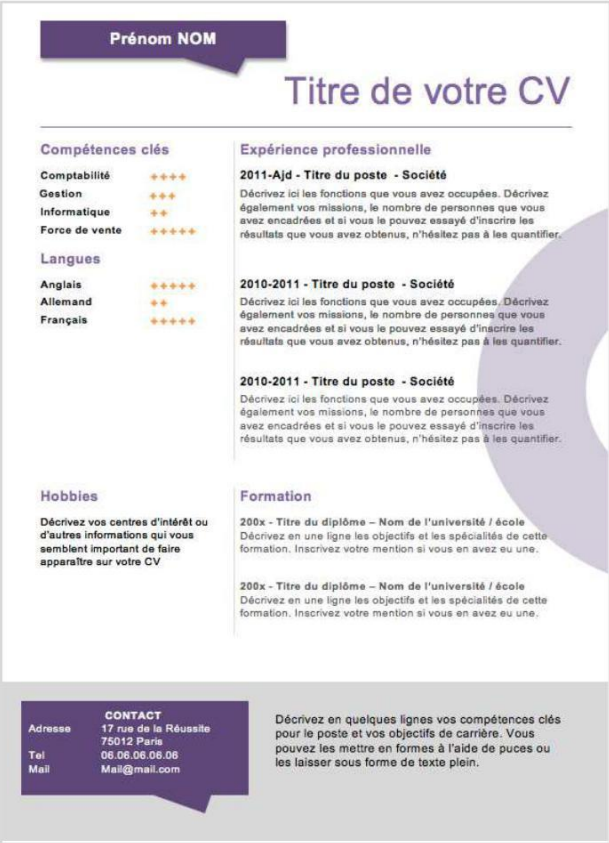 Prénom NOM
Titre de votre CV
Compétences clés
Comptabilité ++++
Gestion +++
Informatique ++
Force de vente +++++
Langues
Anglais +++++
Allemand ++
Français +++++
Expérience professionnelle
2011-Ajd - Titre du poste - Société
Décrivez ici les fonctions que vous avez occupées. Décrivez
également vos missions, le nombre de personnes que vous
avez encadrées et si vous le pouvez essayé d'inscrire les
résultats que vous avez obtenus, n'hésitez pas à les quantifier.
2010-2011 - Titre du poste - Société
Décrivez ici les fonctions que vous avez occupées. Décrivez
également vos missions, le nombre de personnes que vous
avez encadrées et si vous le pouvez essayé d'inscrire les
résultats que vous avez obtenus, n'hésitez pas à les quantifier.
2010-2011 - Titre du poste - Société
Décrivez ici les fonctions que vous avez occupées. Décrivez
également vos missions, le nombre de personnes que vous
avez encadrées et si vous le pouvez essayé d'inscrire les
résultats que vous avez obtenus, n'hésitez pas à les quantifier.
Hobbies
Décrivez vos centres d'intérêt ou
d'autres informations qui vous
semblent important de faire
apparaître sur votre CV
Formation
200x - Titre du diplôme – Nom de l'université / école
Décrivez en une ligne les objectifs et les spécialités de cette
formation. Inscrivez votre mention si vous en avez eu une.
200x - Titre du diplôme – Nom de l'université / école
Décrivez en une ligne les objectifs et les spécialités de cette
formation. Inscrivez votre mention si vous en avez eu une.
CONTACT
Adresse 17 rue de la Réussite
75012 Paris
Tel 06.06.06.06.06
Mail Mail@mail.com
Décrivez en quelques lignes vos compétences clés
pour le poste et vos objectifs de carrière. Vous
pouvez les mettre en formes à l'aide de puces ou
les laisser sous forme de texte plein.